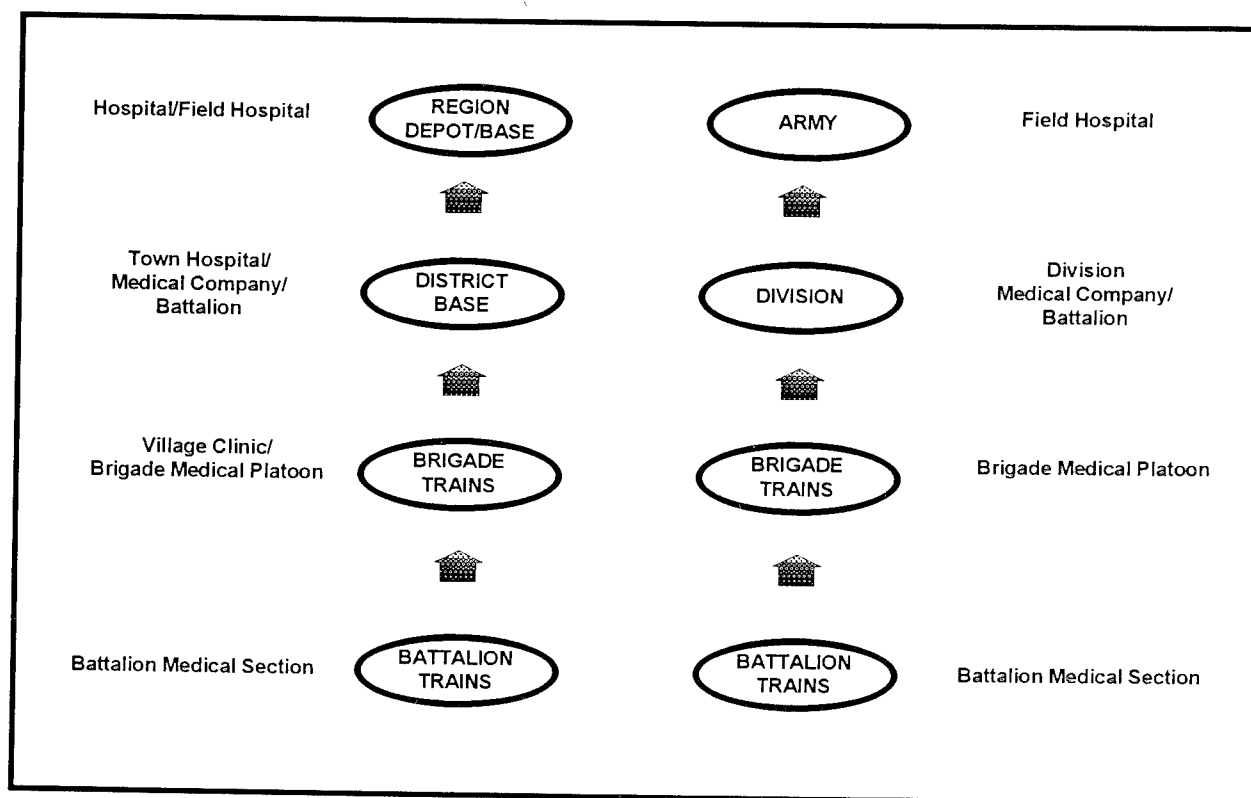 Hospital/Field Hospital
REGION
DEPOT/BASE
ARMY
Field Hospital
Town Hospital/
Medical Company/
Battalion
DISTRICT
BASE
DIVISION
Division
Medical Company/
Battalion
Village Clinic/
Brigade Medical Platoon
BRIGADE
TRAINS
BRIGADE
TRAINS
Brigade Medical Platoon
Battalion Medical Section
BATTALION
TRAINS
BATTALION
TRAINS
Battalion Medical Section